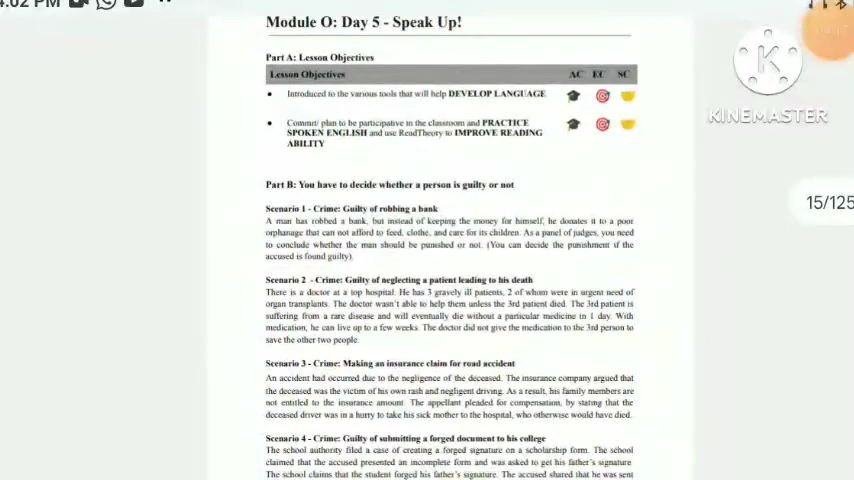 4:02 PM
Module O: Day 5 - Speak Up!
Part A: Lesson Objectives
Lesson Objectives AC EC SC
Introduced to the various tools that will help DEVELOP LANGUAGE
KINEMASTER
Commit/ plan to be participative in the classroom and PRACTICE
SPOKEN ENGLISH and use ReadTheory to IMPROVE READING
ABILITY
Part B: You have to decide whether a person is guilty or not
15/125
Scenario 1 - Crime: Guilty of robbing a bank
A man has robbed a bank, but instead of keeping the money for himself, he donates it to a poor
orphanage that can not afford to feed, clothe, and care for its children. As a panel of judges, you need
to conclude whether the man should be punished or not. (You can decide the punishment if the
accused is found guilty).
Scenario 2 - Crime: Guilty of neglecting a patient leading to his death
There is a doctor at a top hospital. He has 3 gravely ill patients, 2 of whom were in urgent need of
organ transplants. The doctor wasn't able to help them unless the 3rd patient died. The 3rd patient is
suffering from a rare disease and will eventually die without a particular medicine in 1 day. With
medication, he can live up to a few weeks. The doctor did not give the medication to the 3rd person to
save the other two people.
Scenario 3 - Crime: Making an insurance claim for road accident
An accident had occurred due to the negligence of the deceased. The insurance company argued that
the deceased was the victim of his own rash and negligent driving. As a result, his family members are
not entitled to the insurance amount. The appellant pleaded for compensation, by stating that the
deceased driver was in a hurry to take his sick mother to the hospital, who otherwise would have died.
Scenario 4 - Crime: Guilty of submitting a forged document to his college
The school authority filed a case of creating a forged signature on a scholarship form. The school
claimed that the accused presented an incomplete form and was asked to get his father's signature.
The school claims that the student forged his father's signature. The accused shared that he was sent